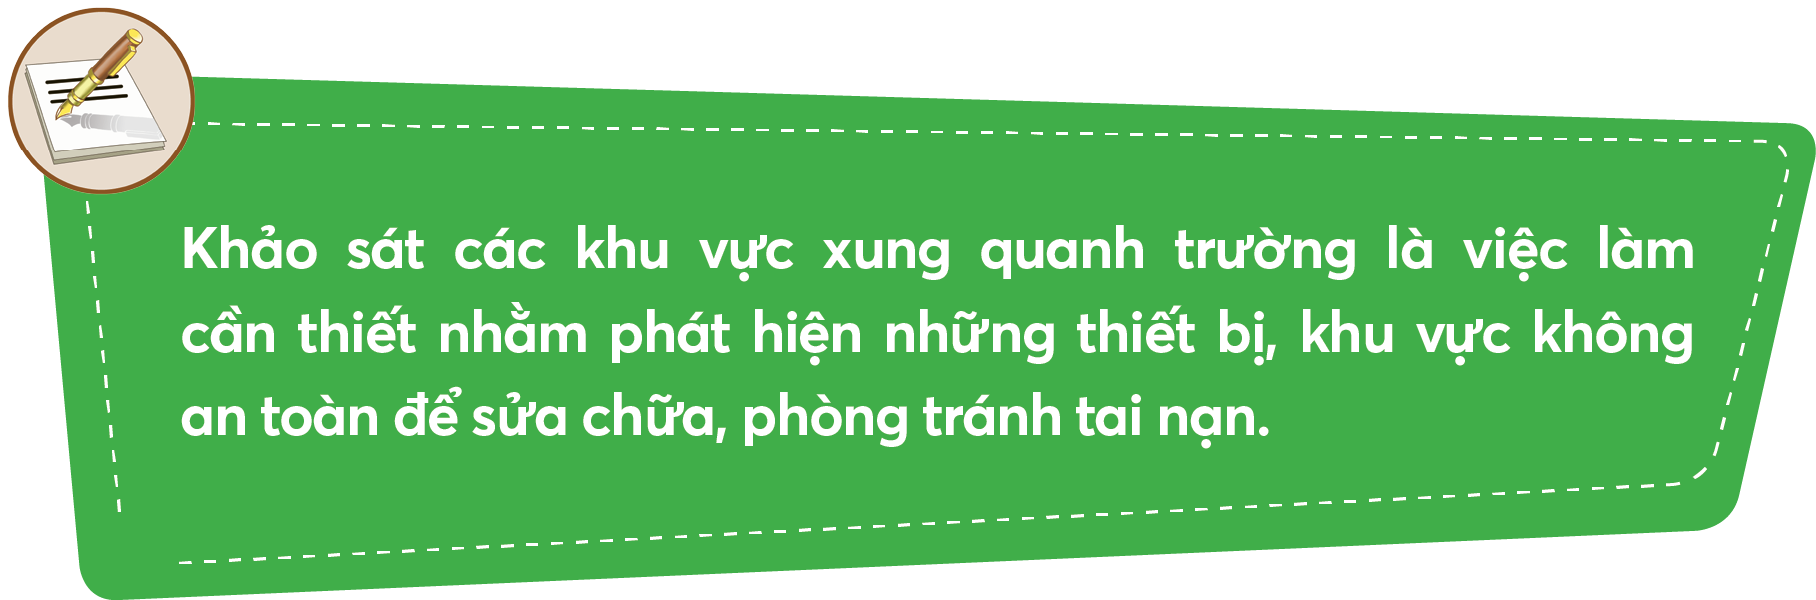 Khảo sát các khu vực xung quanh trường là việc làm
cần thiết nhằm phát hiện những thiết bị, khu vực không
an toàn để sửa chữa, phòng tránh tai nạn.